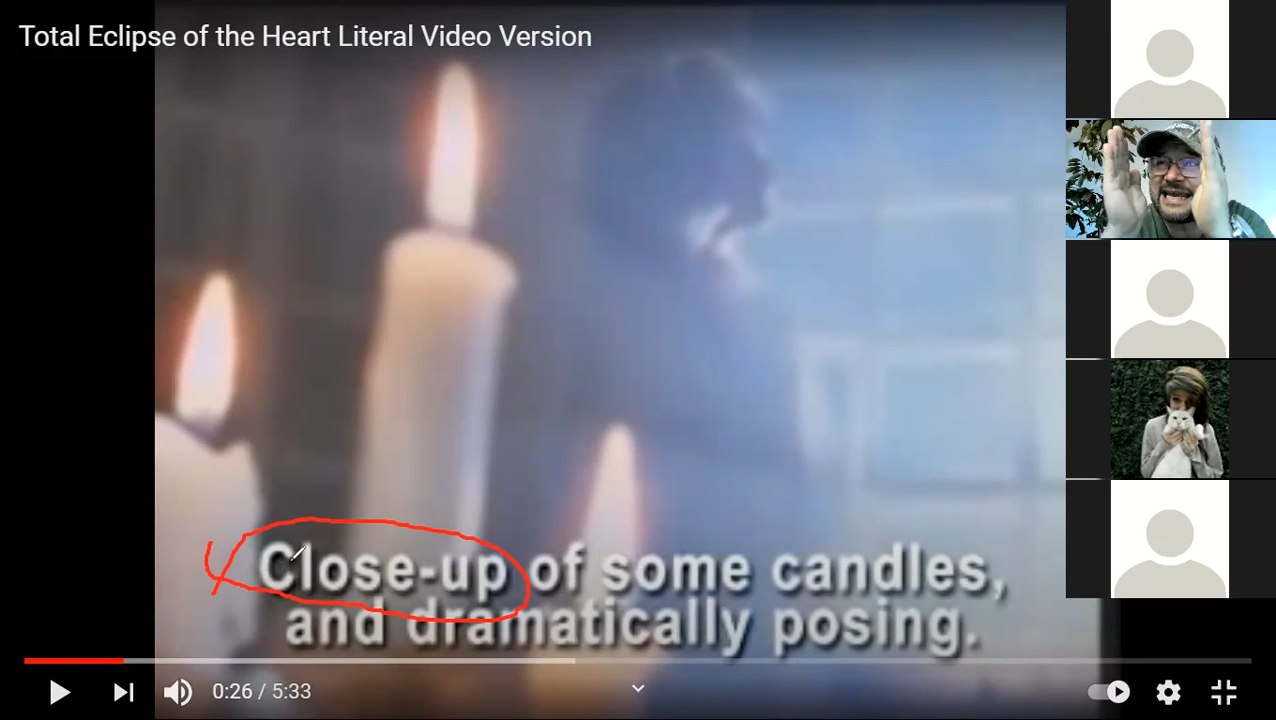 Total Eclipse of the Heart Literal Video Version
Close-up of some candles,
and dramatically posing.
0:26 / 5:33